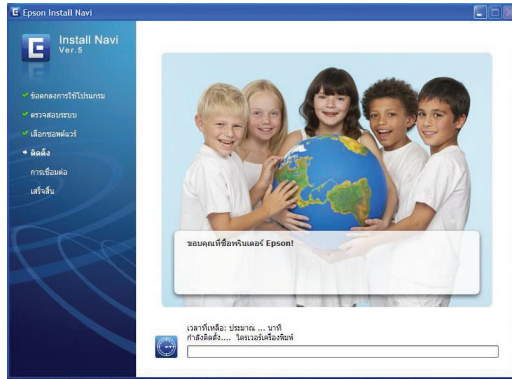 Epson Install Navi
Install Navi
Ver.5
ข้อตกลงการใช้โปรแกรม
ตรวจสอบระบบ
เลือกซอฟต์แวร์
ติดตั้ง
การเชื่อมต่อ
เสร็จสิ้น
ขอบคุณที่ซื้อพรินเตอร์ Epson!
เวลาที่เหลือ: ประมาณ ... นาที
กำลังติดตั้ง.... ไดรเวอร์เครื่องพิมพ์